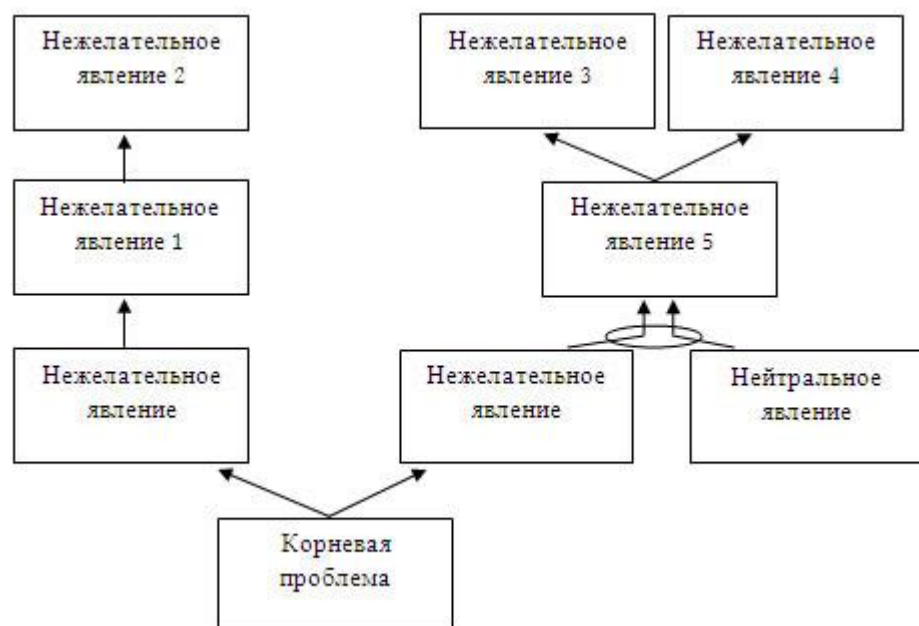 Нежелательное
явление 2
Нежелательное
явление 3
Нежелательное
явление 4
Нежелательное
явление 1
Нежелательное
явление 5
Нежелательное
явление
Нежелательное
явление
Нейтральное
явление
Корневая
проблема